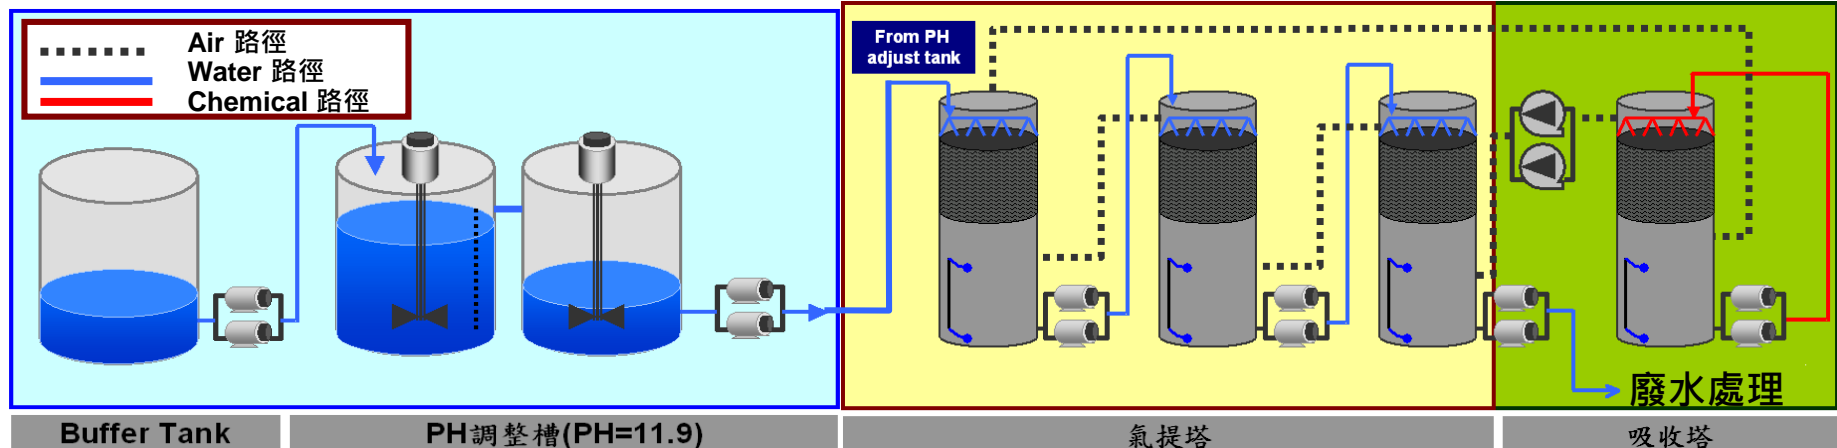 Air 路徑
Water 路徑
Chemical 路徑
From PH
adjust tank
廢水處理
Buffer Tank
PH調整槽(PH=11.9)
氣提塔
吸收塔